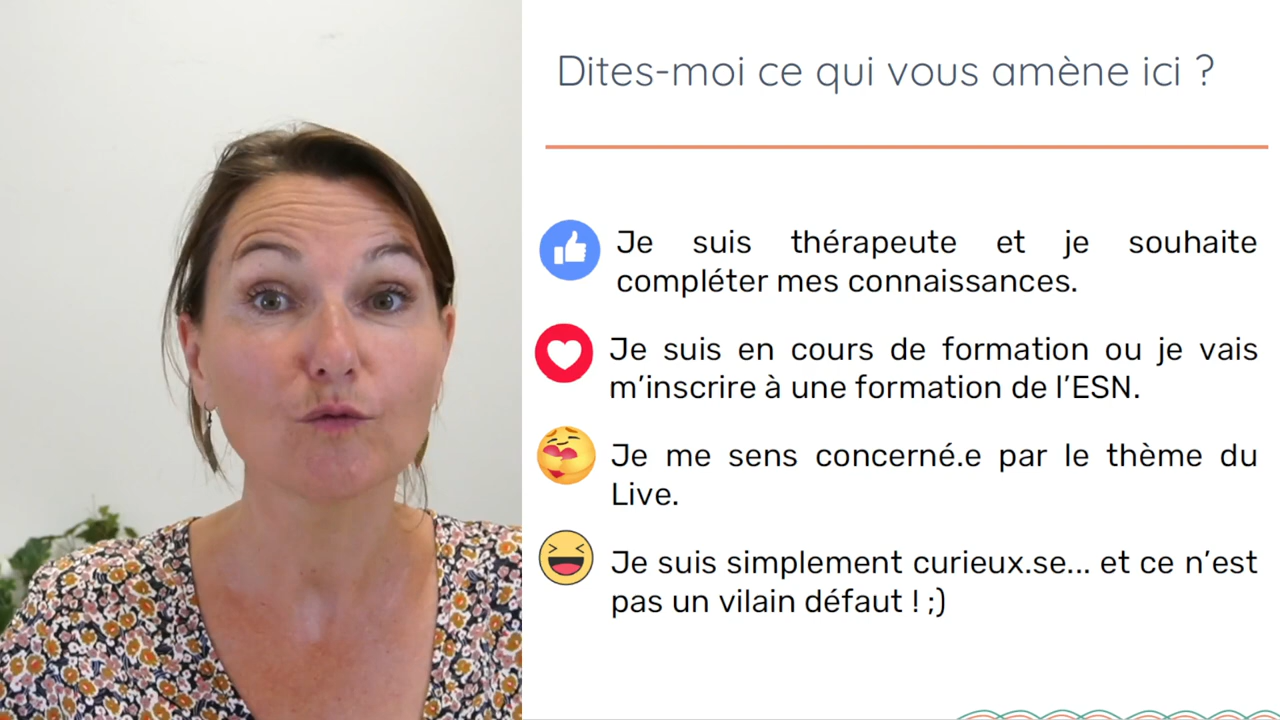 Dites-moi ce qui vous amène ici ?
Je suis thérapeute et je souhaite
compléter mes connaissances.
Je suis en cours de formation ou je vais
m’inscrire à une formation de l’ESN.
Je me sens concerné.e par le thème du
Live.
Je suis simplement curieux.se... et ce n’est
pas un vilain défaut ! ;)